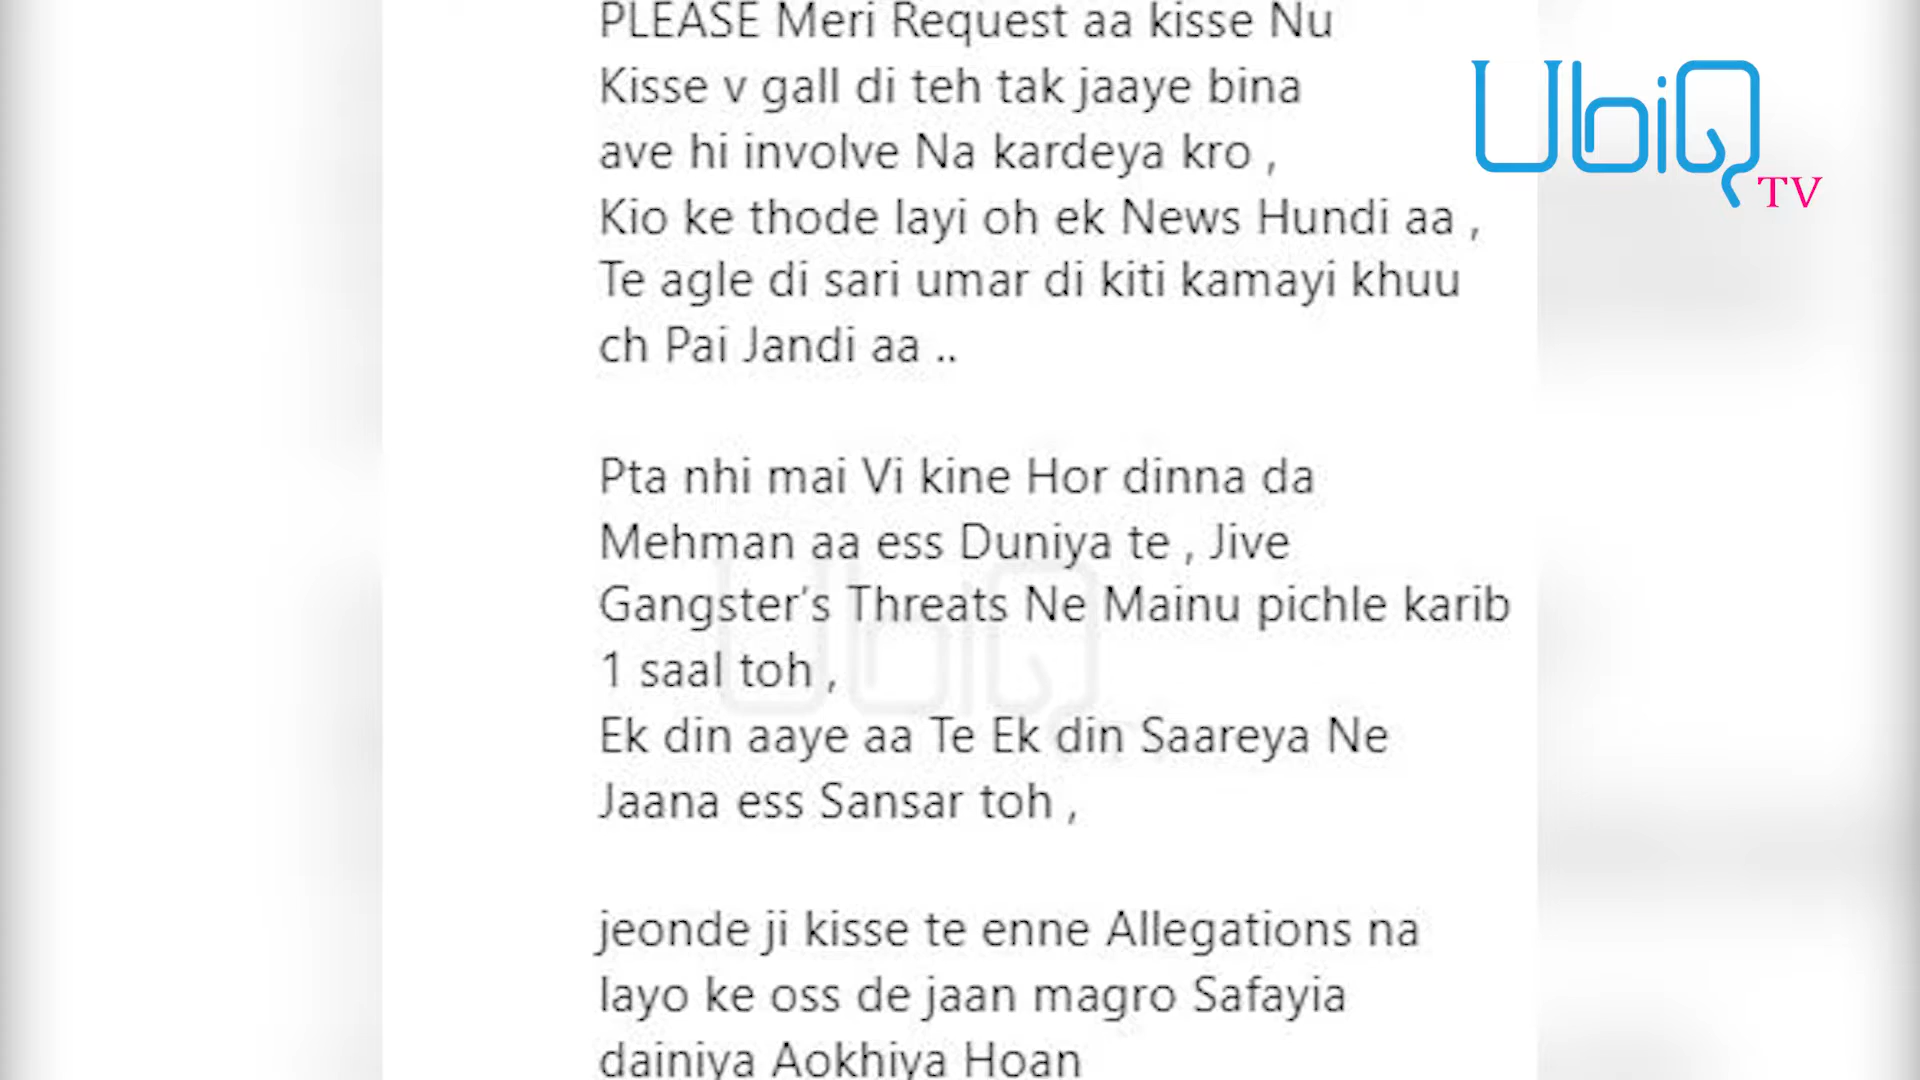 PLEASE Meri Request aa kisse Nu
Kisse v gall di teh tak jaaye bina
ave hi involve Na kardeya kro ,
Kio ke thode layi oh ek News Hundi aa ,
Te agle di sari umar di kiti kamayi khuu
ch Pai Jandi aa ..
Pta nhi mai Vi kine Hor dinna da
Mehman aa ess Duniya te , Jive
Gangster's Threats Ne Mainu pichle karib
1 saal toh ,
Ek din aaye aa Te Ek din Saareya Ne
Jaana ess Sansar toh ,
jeonde ji kisse te enne Allegations na
layo ke oss de jaan magro Safayia
dainiya Aokhiya Hoan
UbiQ
TV
UbiQ